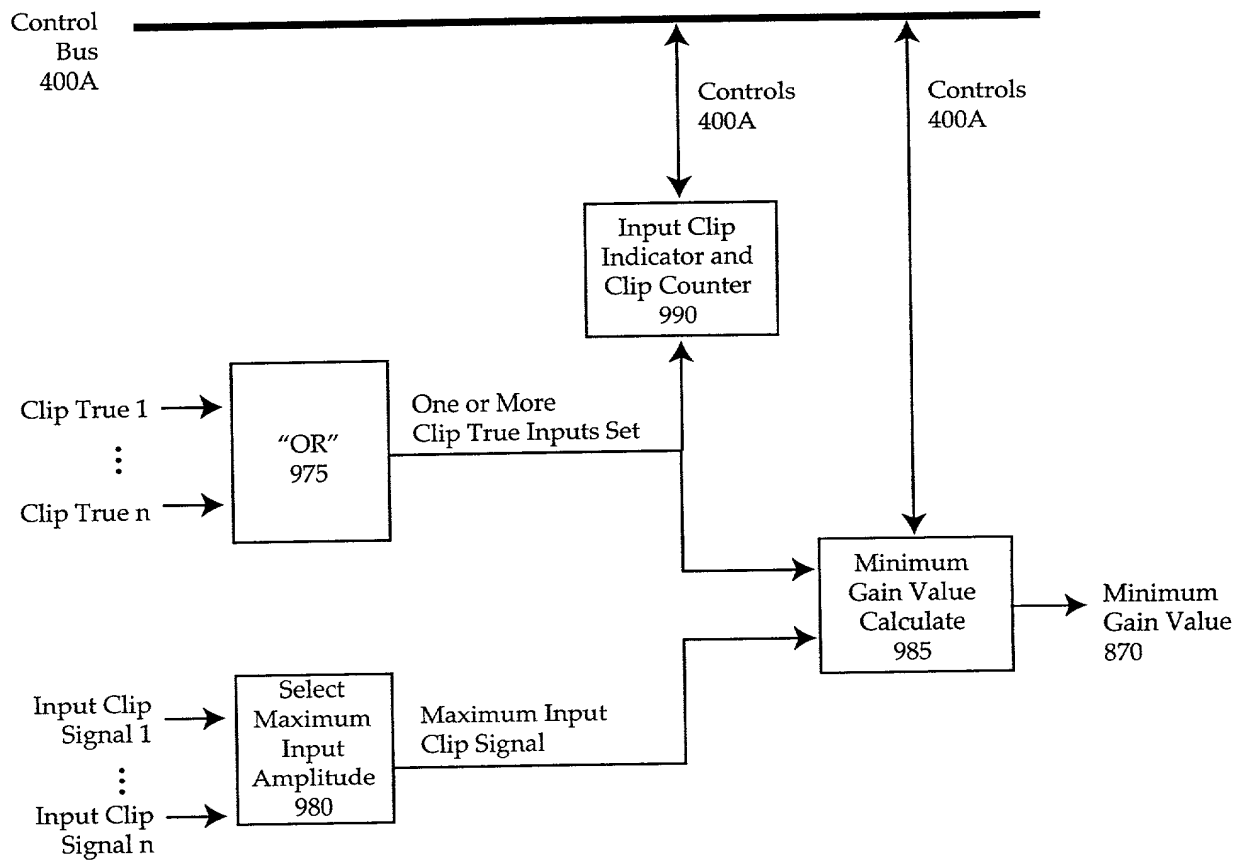 Control
Bus
400A
Controls
400A
Controls
400A
Input Clip
Indicator and
Clip Counter
990
Clip True 1
Clip True n
“OR”
975
One or More
Clip True Inputs Set
Minimum
Gain Value
Calculate
985
Minimum
Gain Value
870
Input Clip
Signal 1
Input Clip
Signal n
Select
Maximum
Input
Amplitude
980
Maximum Input
Clip Signal